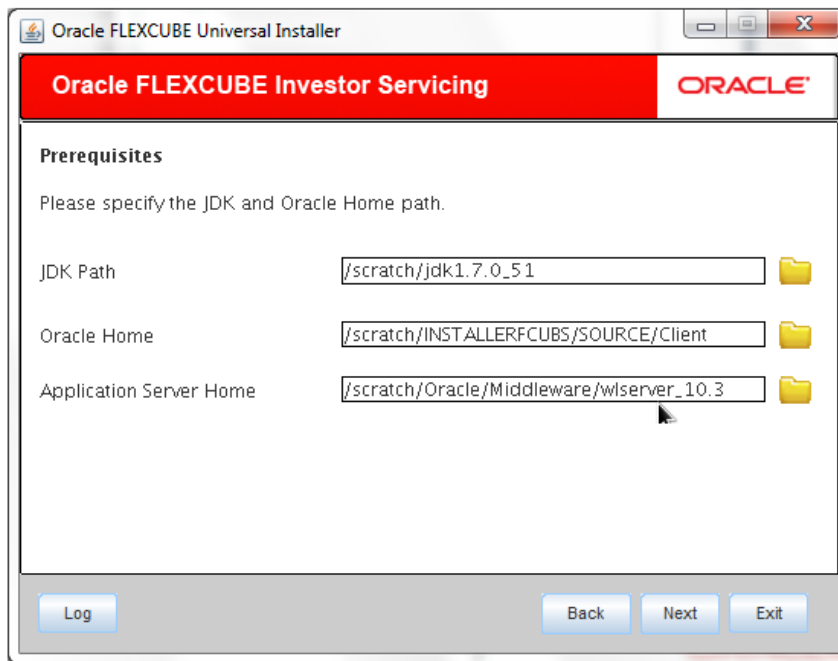 Oracle FLEXCUBE Universal Installer
Oracle FLEXCUBE Investor Servicing
ORACLE
Prerequisites
Please specify the JDK and Oracle Home path.
JDK Path /scratch/jdk1.7.0_51
Oracle Home /scratch/INSTALLERFCUBS/SOURCE/Client
Application Server Home /scratch/Oracle/Middleware/wlserver_10.3
Log Back Next Exit